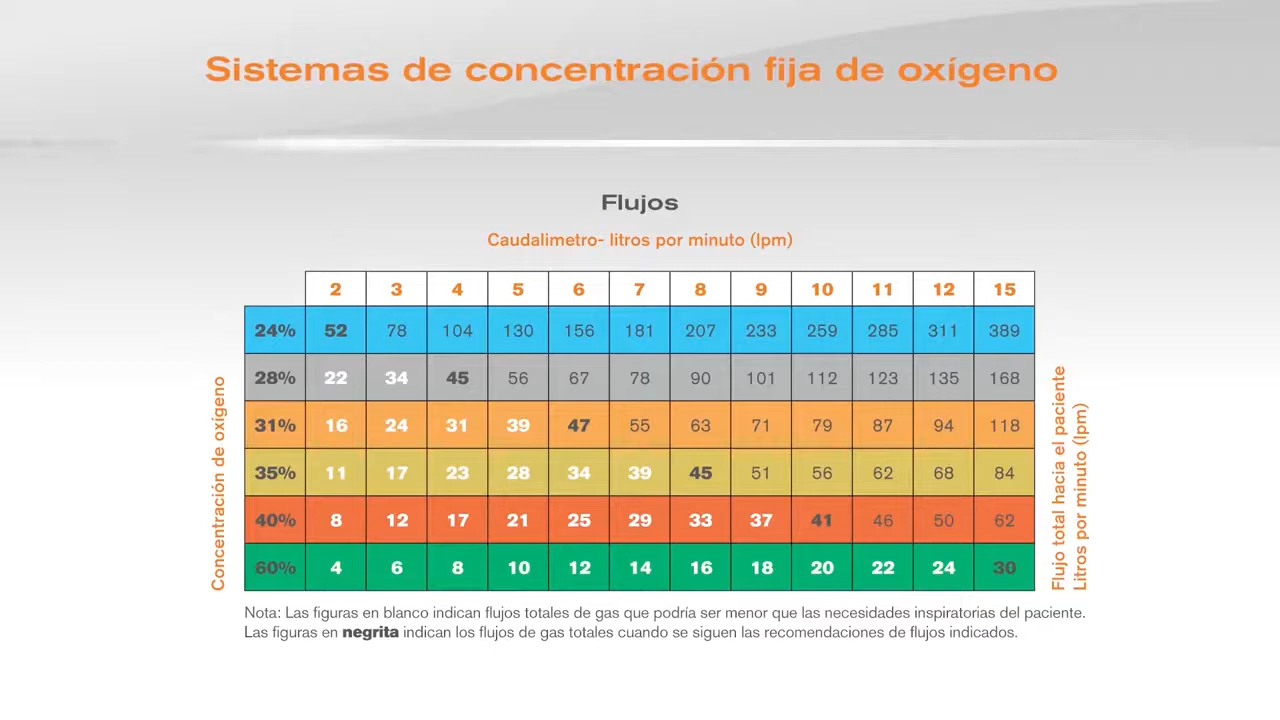 Sistemas de concentración fija de oxígeno
Flujos
Caudalimetro- litros por minuto (lpm)
2 3 4 5 6 7 8 9 10 11 12 15
24% 52 78 104 130 156 181 207 233 259 285 311 389
28% 22 34 45 56 67 78 90 101 112 123 135 168
31% 16 24 31 39 47 55 63 71 79 87 94 118
35% 11 17 23 28 34 39 45 51 56 62 68 84
40% 8 12 17 21 25 29 33 37 41 46 50 62
60% 4 6 8 10 12 14 16 18 20 22 24 30
Concentración de oxígeno
Flujo total hacia el paciente
Litros por minuto (lpm)
Nota: Las figuras en blanco indican flujos totales de gas que podría ser menor que las necesidades inspiratorias del paciente.
Las figuras en negrita indican los flujos de gas totales cuando se siguen las recomendaciones de flujos indicados.